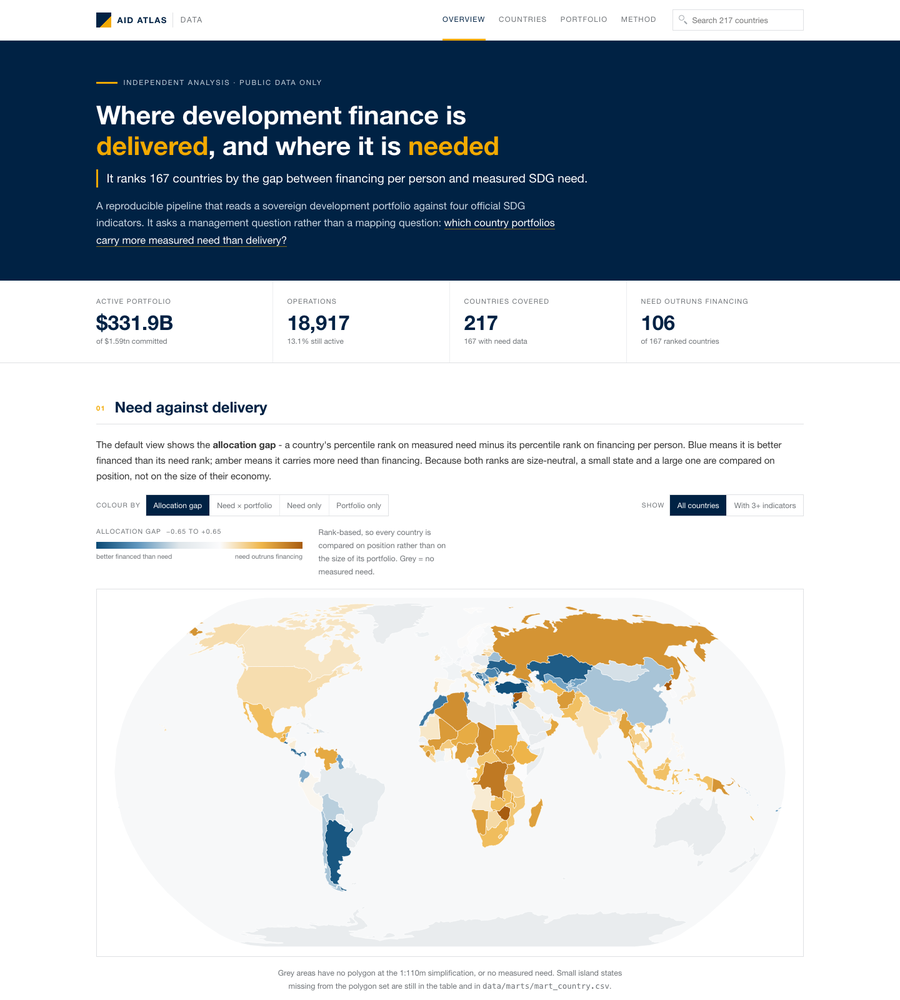 AID ATLAS DATA OVERVIEW COUNTRIES PORTFOLIO METHOD Search 217 countries
INDEPENDENT ANALYSIS · PUBLIC DATA ONLY
Where development finance is
delivered, and where it is needed
It ranks 167 countries by the gap between financing per person and measured SDG need.
A reproducible pipeline that reads a sovereign development portfolio against four official SDG
indicators. It asks a management question rather than a mapping question: which country portfolios
carry more measured need than delivery?
ACTIVE PORTFOLIO
$331.9B
of $1.59tn committed
OPERATIONS
18,917
13.1% still active
COUNTRIES COVERED
217
167 with need data
NEED OUTRUNS FINANCING
106
of 167 ranked countries
01 Need against delivery
The default view shows the allocation gap - a country's percentile rank on measured need minus its percentile rank on financing per person. Blue means it is better
financed than its need rank; amber means it carries more need than financing. Because both ranks are size-neutral, a small state and a large one are compared on
position, not on the size of their economy.
COLOUR BY Allocation gap Need × portfolio Need only Portfolio only SHOW All countries With 3+ indicators
ALLOCATION GAP −0.65 TO +0.65
better financed than need need outruns financing
Rank-based, so every country is
compared on position rather than on
the size of its portfolio. Grey = no
measured need.
Grey areas have no polygon at the 1:110m simplification, or no measured need. Small island states
missing from the polygon set are still in the table and in data/marts/mart_country.csv.